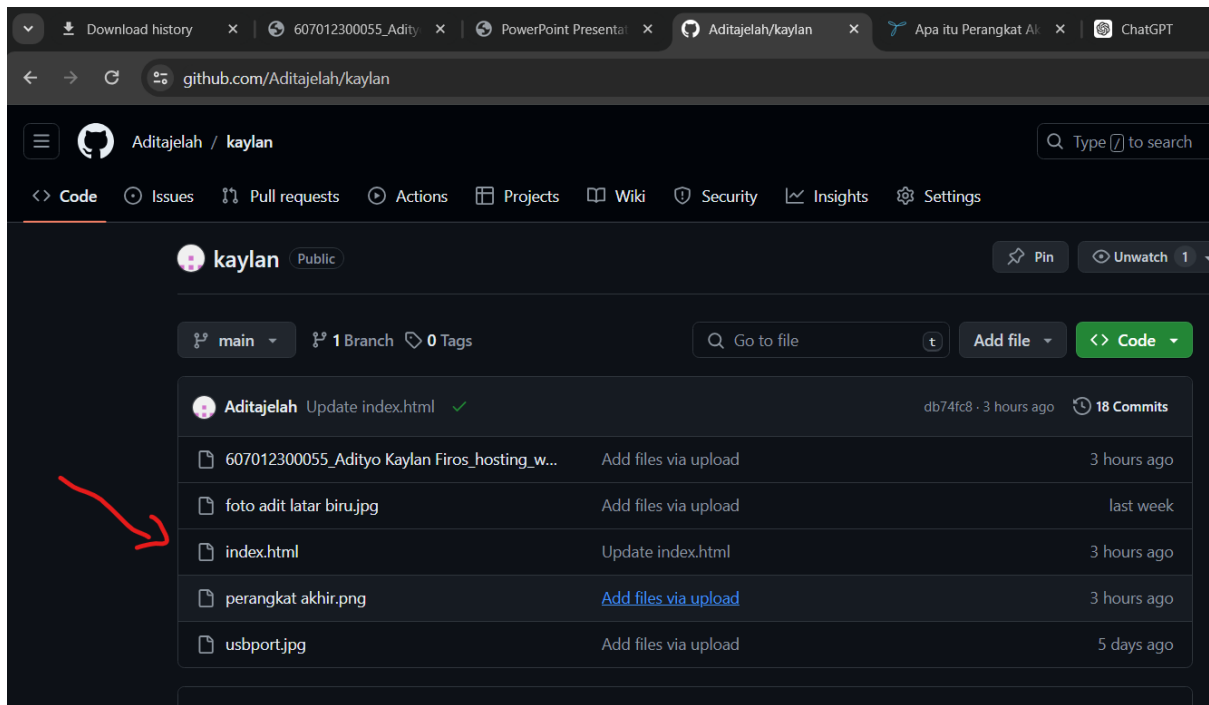 Download history
607012300055_Adity
PowerPoint Presentat
Aditajelah/kaylan
Apa itu Perangkat Ak
ChatGPT
github.com/Aditajelah/kaylan
Aditajelah / kaylan
Type / to search
Code Issues Pull requests Actions Projects Wiki Security Insights Settings
kaylan Public Pin Unwatch 1
main 1 Branch 0 Tags Go to file t Add file Code
Aditajelah Update index.html db74fc8 · 3 hours ago 18 Commits
607012300055_Adityo Kaylan Firos_hosting_w... Add files via upload 3 hours ago
foto adit latar biru.jpg Add files via upload last week
index.html Update index.html 3 hours ago
perangkat akhir.png Add files via upload 3 hours ago
usbport.jpg Add files via upload 5 days ago